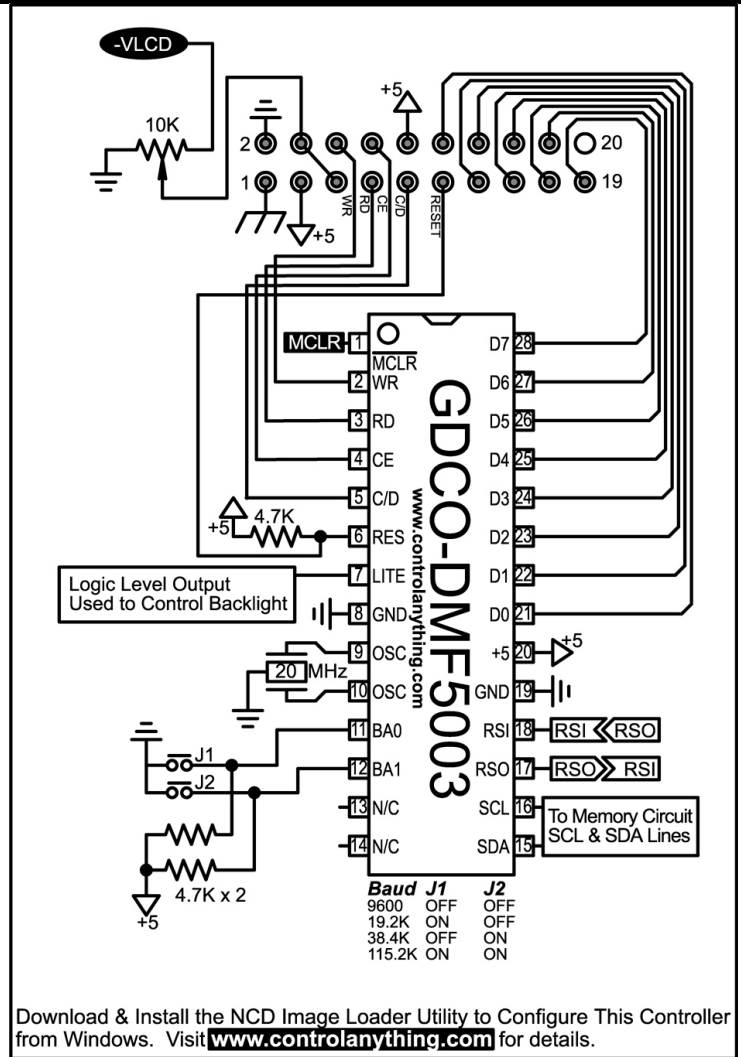 -VLCD
10K
+5
2
20
1
19
+5
WR
RD
CE
C/D
RESET
MCLR
1
MCLR
D7
28
2
WR
D6
27
3
RD
D5
26
4
CE
D4
25
5
C/D
D3
24
+5
4.7K
6
RES
D2
23
Logic Level Output
Used to Control Backlight
7
LITE
D1
22
8
GND
D0
21
9
OSC
+5
20
+5
20
MHz
10
OSC
GND
19
11
BA0
RSI
18
RSI
RSO
J1
12
BA1
RSO
17
RSO
RSI
J2
13
N/C
SCL
16
To Memory Circuit
SCL & SDA Lines
14
N/C
SDA
15
GDCO-DMF5003
www.controlanything.com
4.7K x 2
+5
Baud J1 J2
9600 OFF OFF
19.2K ON OFF
38.4K OFF ON
115.2K ON ON
Download & Install the NCD Image Loader Utility to Configure This Controller
from Windows. Visit www.controlanything.com for details.